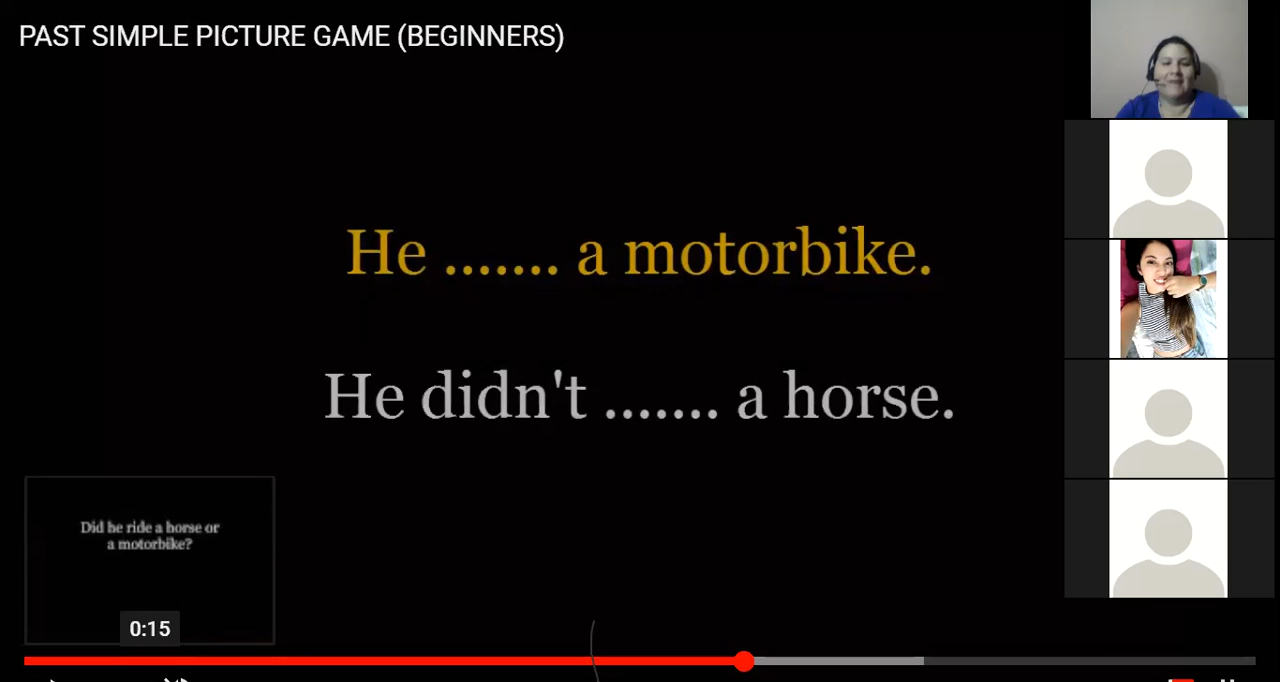 PAST SIMPLE PICTURE GAME (BEGINNERS)
He ....... a motorbike.
He didn't ....... a horse.
Did he ride a horse or
a motorbike?
0:15